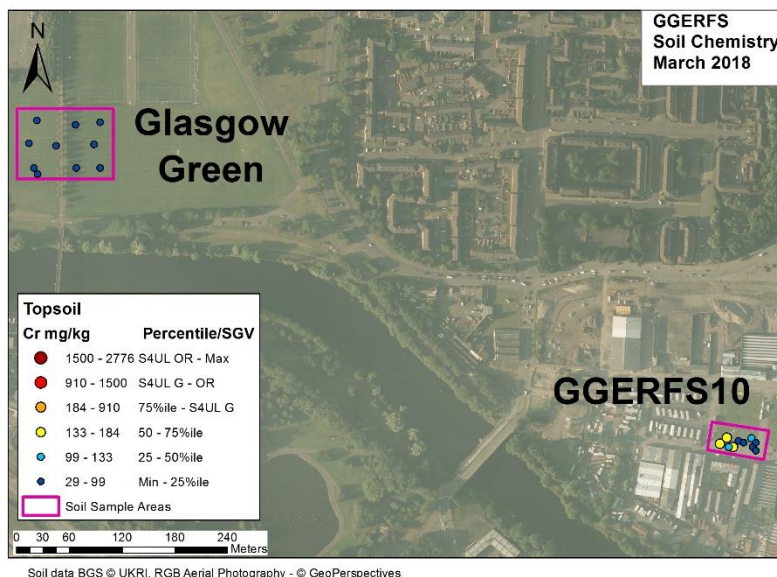 GGERFS
Soil Chemistry
March 2018
N
Glasgow
Green
GGERFS10
Topsoil
Cr mg/kg Percentile/SGV
1500 - 2776 S4UL OR - Max
910 - 1500 S4UL G - OR
184 - 910 75%ile - S4UL G
133 - 184 50 - 75%ile
99 - 133 25 - 50%ile
29 - 99 Min - 25%ile
Soil Sample Areas
0 30 60 120 180 240
Meters
Soil data BGS © UKRI. RGB Aerial Photography - © GeoPerspectives